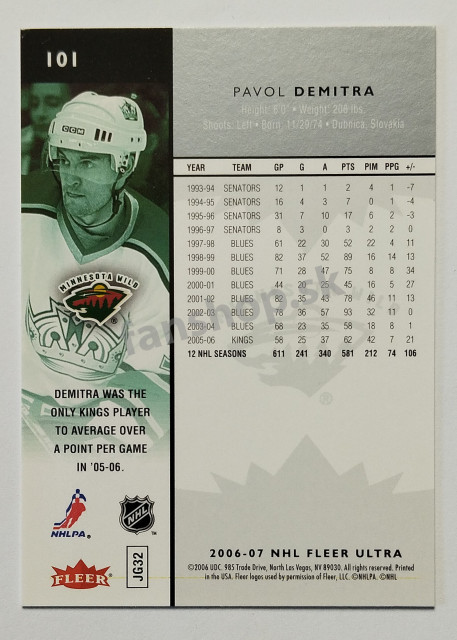 101
PAVOL DEMITRA
Height: 6'0" • Weight: 206 lbs.
Shoots: Left • Born: 11/29/74 • Dubnica, Slovakia
YEAR TEAM GP G A PTS PIM PPG +/-
1993-94 SENATORS 12 1 1 2 4 1 -7
1994-95 SENATORS 16 4 3 7 0 1 -4
1995-96 SENATORS 31 7 10 17 6 2 -3
1996-97 SENATORS 8 3 0 3 2 2 0
1997-98 BLUES 61 22 30 52 22 4 11
1998-99 BLUES 82 37 52 89 16 14 13
1999-00 BLUES 71 28 47 75 8 8 34
2000-01 BLUES 44 20 25 45 16 5 27
2001-02 BLUES 82 35 43 78 46 11 13
2002-03 BLUES 78 36 57 93 32 11 0
2003-04 BLUES 68 23 35 58 18 8 1
2005-06 KINGS 58 25 37 62 42 7 21
12 NHL SEASONS 611 241 340 581 212 74 106
CCM
MINNESOTA WILD
®
fanshop.sk
DEMITRA WAS THE
ONLY KINGS PLAYER
TO AVERAGE OVER
A POINT PER GAME
IN '05-06.
NHLPA.
NHL
™
FLEER
®
JG32
®
2006-07 NHL FLEER ULTRA
©2006 UDC. 985 Trade Drive, North Las Vegas, NV 89030. All Rights Reserved. Printed
in the USA. Fleer logos used by permission of Fleer, LLC. ©NHLPA. ©NHL